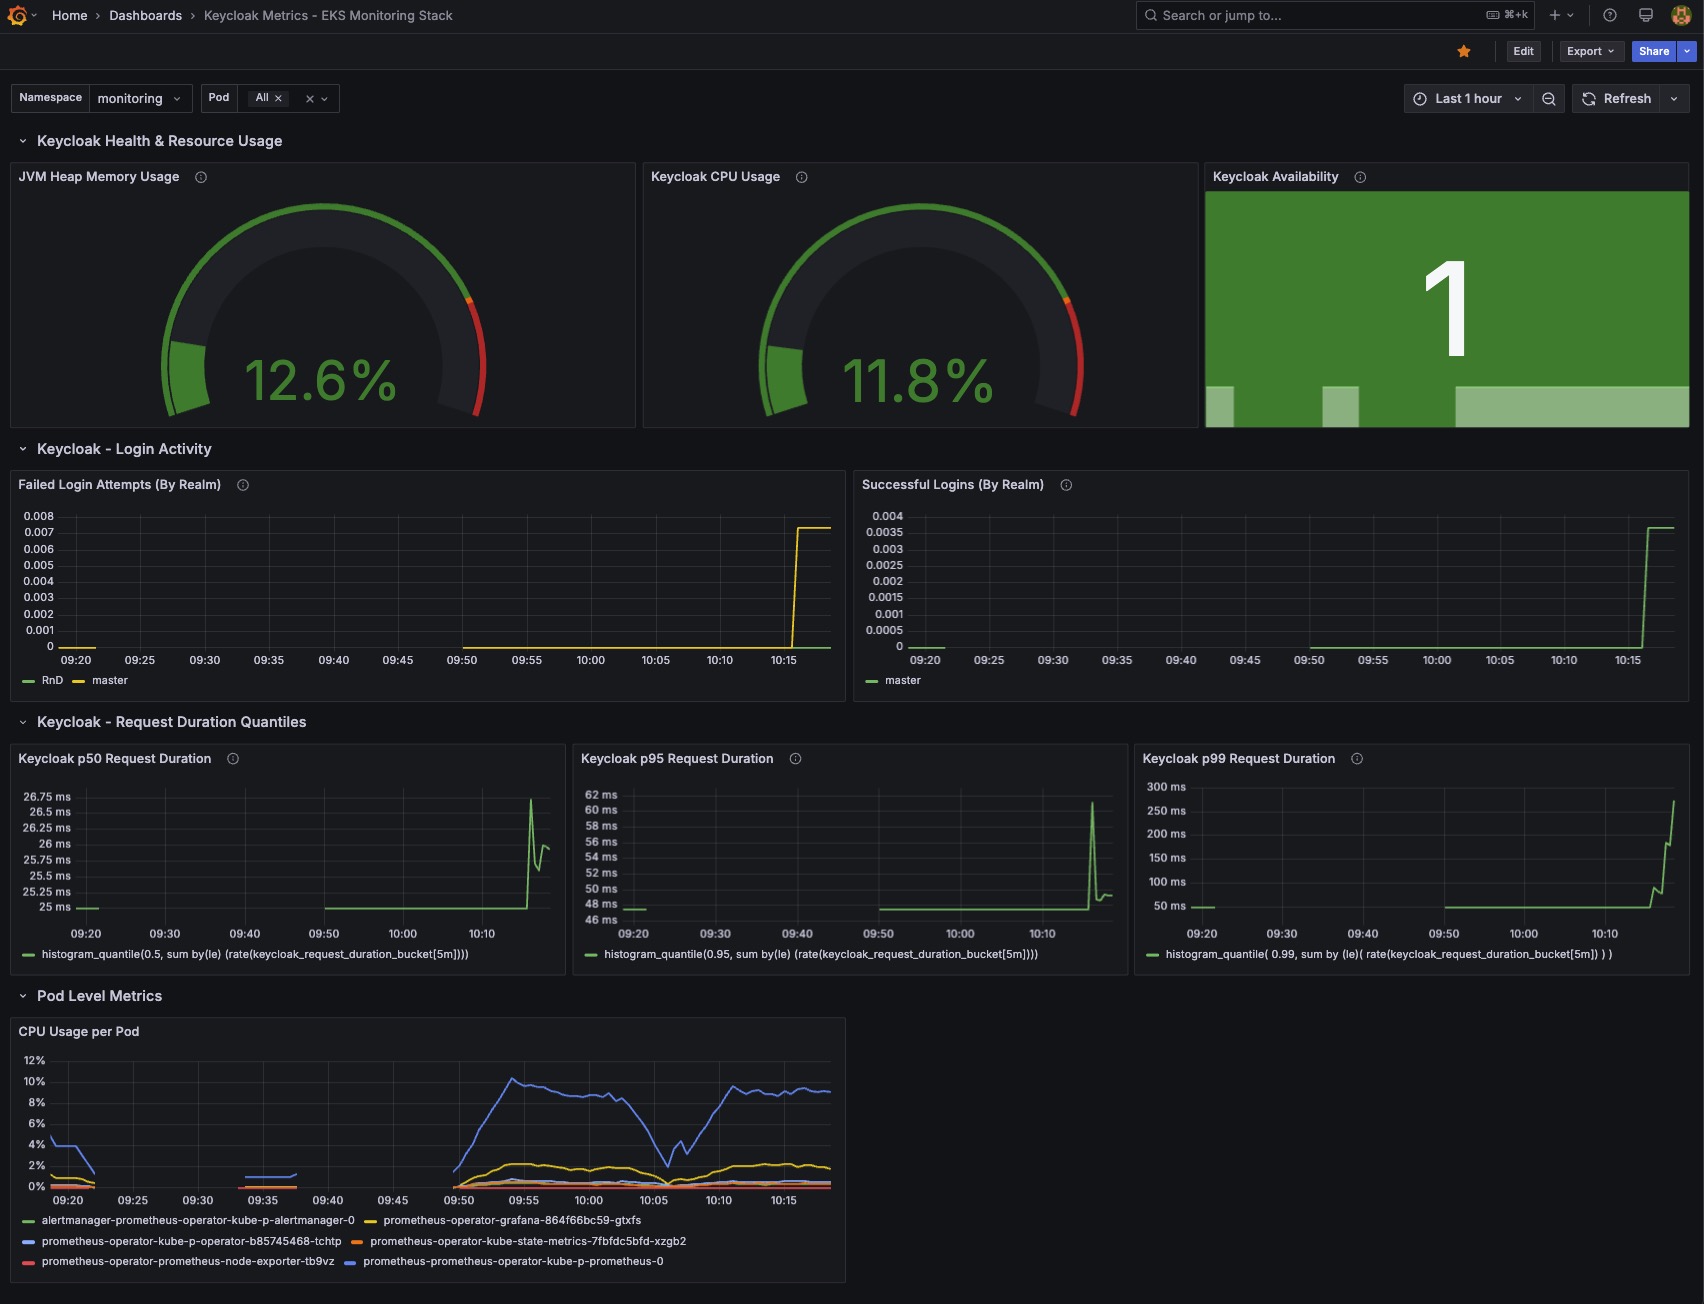 Home › Dashboards › Keycloak Metrics - EKS Monitoring Stack
Search or jump to... ⌘+k
Edit Export Share
Namespace monitoring Pod All × ×
Last 1 hour Refresh
Keycloak Health & Resource Usage
JVM Heap Memory Usage
12.6%
Keycloak CPU Usage
11.8%
Keycloak Availability
1
Keycloak - Login Activity
Failed Login Attempts (By Realm)
0.008
0.007
0.006
0.005
0.004
0.003
0.002
0.001
0
09:20 09:25 09:30 09:35 09:40 09:45 09:50 09:55 10:00 10:05 10:10 10:15
RnD master
Successful Logins (By Realm)
0.004
0.0035
0.003
0.0025
0.002
0.0015
0.001
0.0005
0
09:20 09:25 09:30 09:35 09:40 09:45 09:50 09:55 10:00 10:05 10:10 10:15
master
Keycloak - Request Duration Quantiles
Keycloak p50 Request Duration
26.75 ms
26.5 ms
26.25 ms
26 ms
25.75 ms
25.5 ms
25.25 ms
25 ms
09:20 09:30 09:40 09:50 10:00 10:10
histogram_quantile(0.5, sum by(le) (rate(keycloak_request_duration_bucket[5m])))
Keycloak p95 Request Duration
62 ms
60 ms
58 ms
56 ms
54 ms
52 ms
50 ms
48 ms
46 ms
09:20 09:30 09:40 09:50 10:00 10:10
histogram_quantile(0.95, sum by(le) (rate(keycloak_request_duration_bucket[5m])))
Keycloak p99 Request Duration
300 ms
250 ms
200 ms
150 ms
100 ms
50 ms
09:20 09:30 09:40 09:50 10:00 10:10
histogram_quantile( 0.99, sum by (le)( rate(keycloak_request_duration_bucket[5m]) ) )
Pod Level Metrics
CPU Usage per Pod
12%
10%
8%
6%
4%
2%
0%
09:20 09:25 09:30 09:35 09:40 09:45 09:50 09:55 10:00 10:05 10:10 10:15
alertmanager-prometheus-operator-kube-p-alertmanager-0 prometheus-operator-grafana-864f66bc59-gtxfs
prometheus-operator-kube-p-operator-b85745468-tchtp prometheus-operator-kube-state-metrics-7fbfdc5bfd-xzgb2
prometheus-operator-prometheus-node-exporter-tb9vz prometheus-prometheus-operator-kube-p-prometheus-0